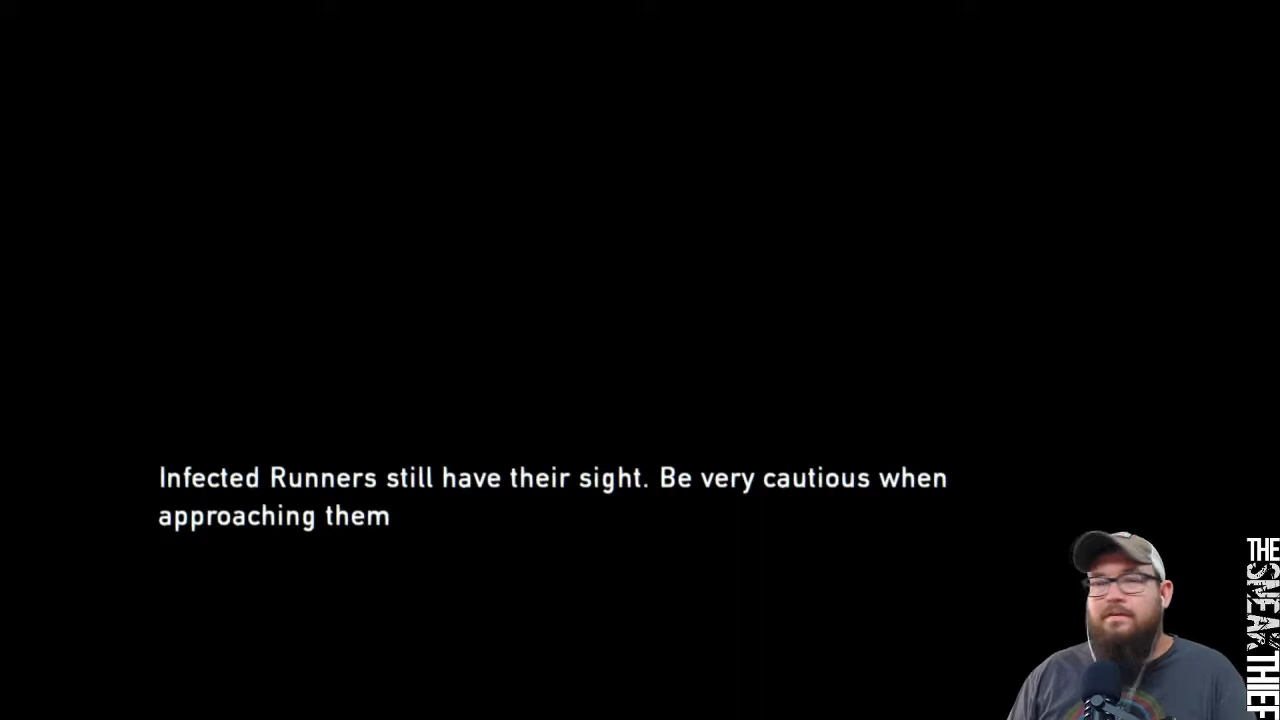 Infected Runners still have their sight. Be very cautious when
approaching them
THE
SNEAK
THIEF